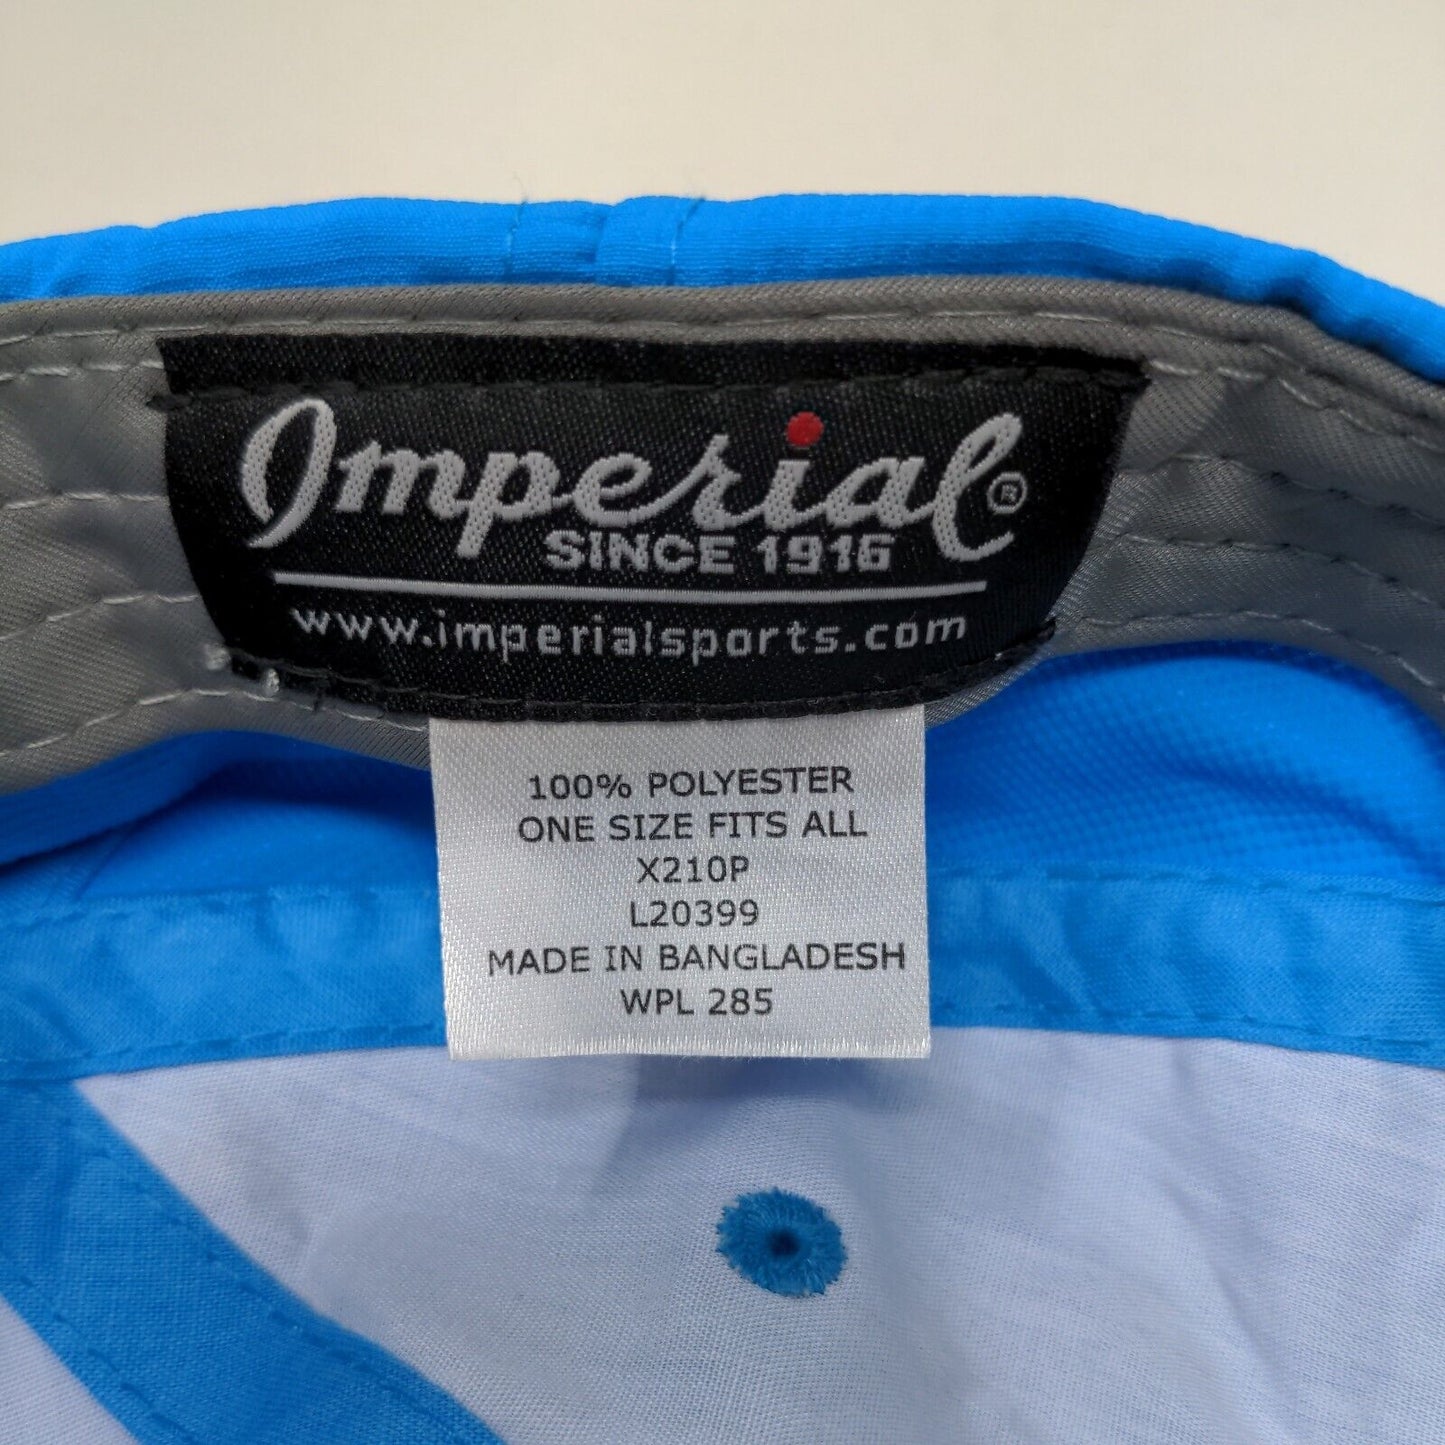 Imperial®
SINCE 1916
www.imperialsports.com
100% POLYESTER
ONE SIZE FITS ALL
X210P
L20399
MADE IN BANGLADESH
WPL 285